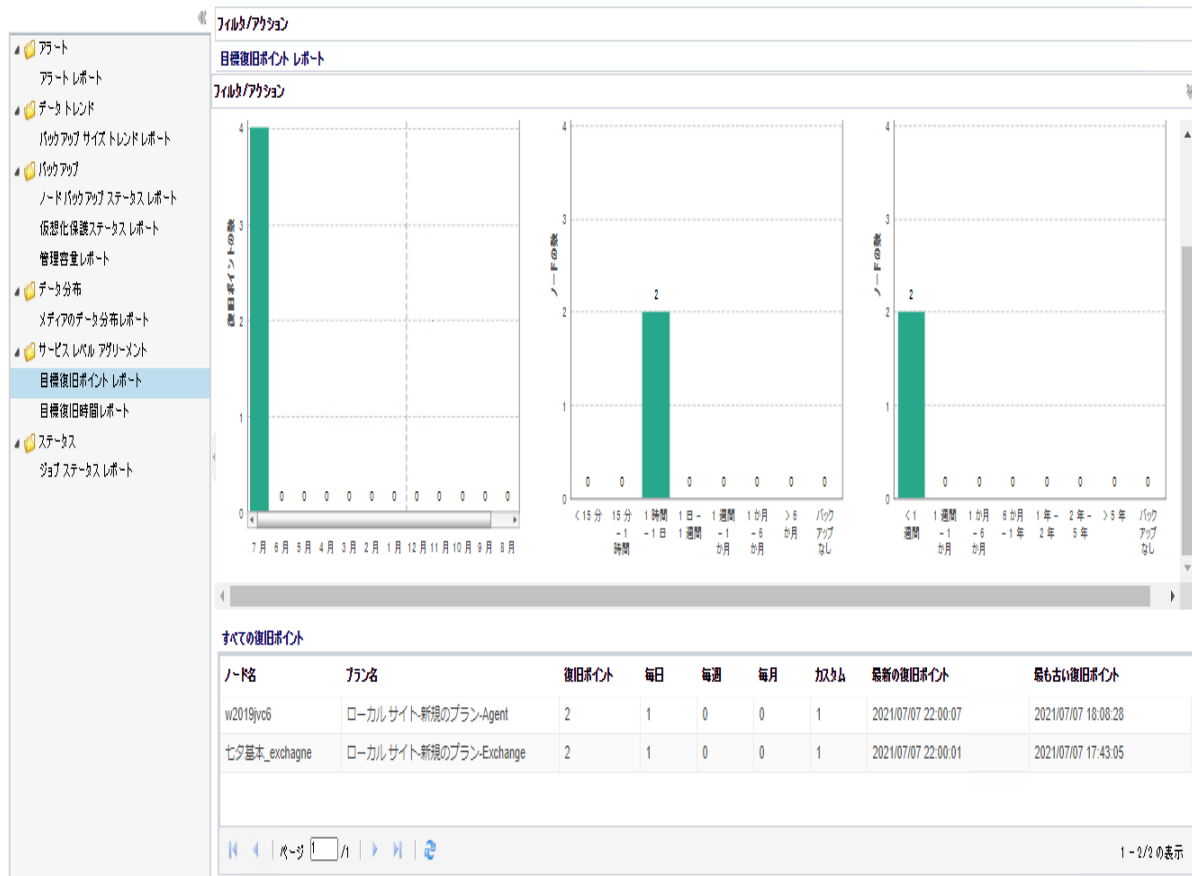 フィルタ/アクション
アラート
アラート レポート
データ トレンド
バックアップ サイズ トレンド レポート
バックアップ
ノード バックアップ ステータス レポート
仮想化保護ステータス レポート
管理容量レポート
データ分布
メディアのデータ分布レポート
サービス レベル アグリーメント
目標復旧ポイント レポート
目標復旧時間レポート
ステータス
ジョブ ステータス レポート
目標復旧ポイント レポート
フィルタ/アクション
復旧ポイントの数
4
3
2
1
0
0 0 0 0 0 0 0 0 0 0 0
7月 6月 5月 4月 3月 2月 1月 12月 11月 10月 9月 8月
ノードの数
4
3
2
1
0
0 0 2 0 0 0 0 0
< 15 分
15 分 - 1 時間
1 時間 - 1 日
1 日 - 1 週間
1 週間 - 1 か月
1 か月 - 6 か月
> 6 か月
バックアップなし
ノードの数
4
3
2
1
0
2 0 0 0 0 0 0 0
< 1 週間
1 週間 - 1 か月
1 か月 - 6 か月
6 か月 - 1 年
1 年 - 2 年
2 年 - 5 年
> 5 年
バックアップなし
すべての復旧ポイント
ノード名 プラン名 復旧ポイント 毎日 毎週 毎月 カスタム 最新の復旧ポイント 最も古い復旧ポイント
w2019jvc6 ローカル サイト-新規のプラン-Agent 2 1 0 0 1 2021/07/07 22:00:07 2021/07/07 18:08:28
七夕基本_exchagne ローカル サイト-新規のプラン-Exchange 2 1 0 0 1 2021/07/07 22:00:01 2021/07/07 17:43:05
ページ 1 /1
1 - 2/2 の表示